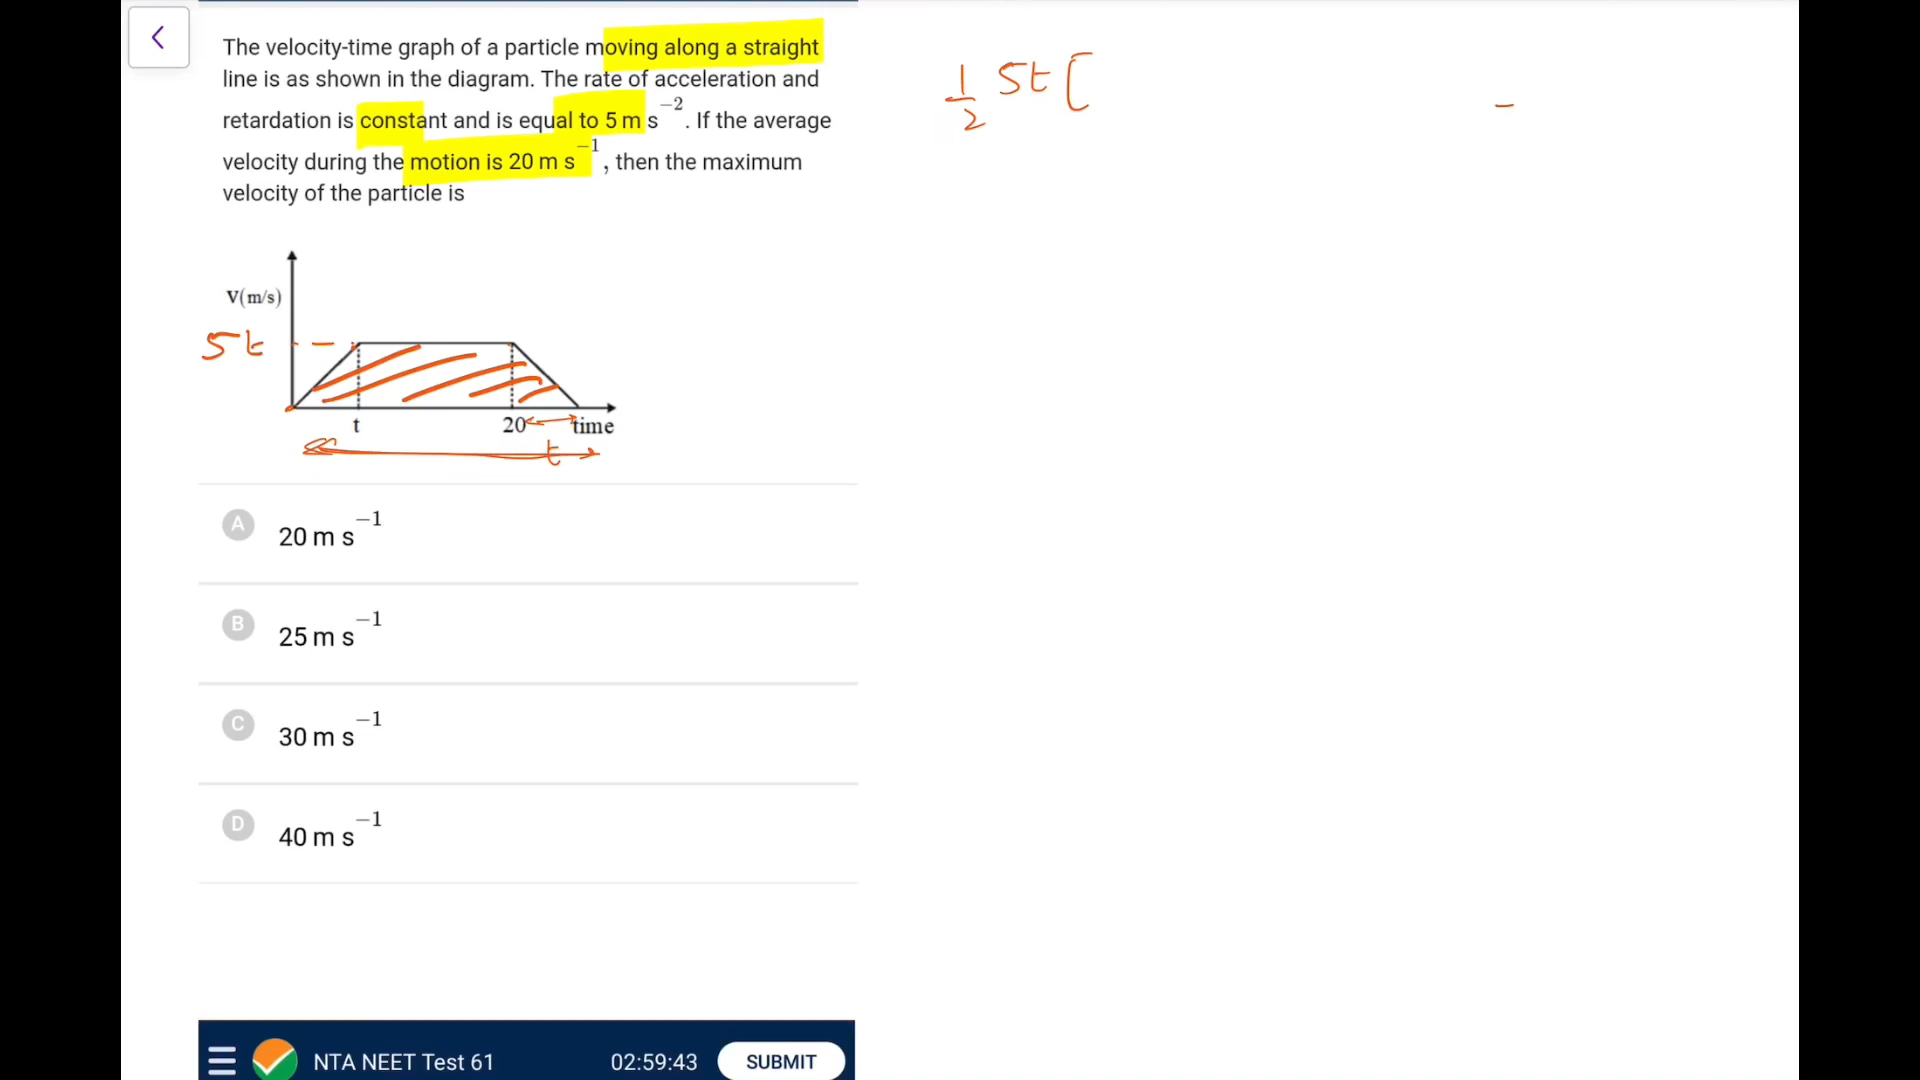 The velocity-time graph of a particle moving along a straight
line is as shown in the diagram. The rate of acceleration and
retardation is constant and is equal to 5 m s⁻². If the average
velocity during the motion is 20 m s⁻¹, then the maximum
velocity of the particle is
1/2 5t [
V(m/s)
5t
t 20 time
t
A 20 m s⁻¹
B 25 m s⁻¹
C 30 m s⁻¹
D 40 m s⁻¹
NTA NEET Test 61 02:59:43 SUBMIT